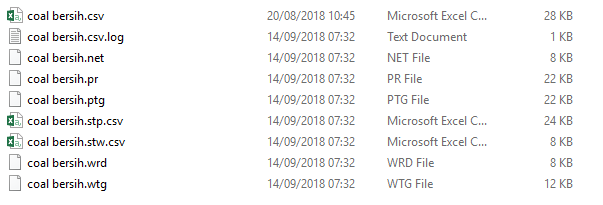 coal bersih.csv 20/08/2018 10:45 Microsoft Excel C... 28 KB
coal bersih.csv.log 14/09/2018 07:32 Text Document 1 KB
coal bersih.net 14/09/2018 07:32 NET File 8 KB
coal bersih.pr 14/09/2018 07:32 PR File 22 KB
coal bersih.ptg 14/09/2018 07:32 PTG File 22 KB
coal bersih.stp.csv 14/09/2018 07:32 Microsoft Excel C... 24 KB
coal bersih.stw.csv 14/09/2018 07:32 Microsoft Excel C... 8 KB
coal bersih.wrd 14/09/2018 07:32 WRD File 8 KB
coal bersih.wtg 14/09/2018 07:32 WTG File 12 KB